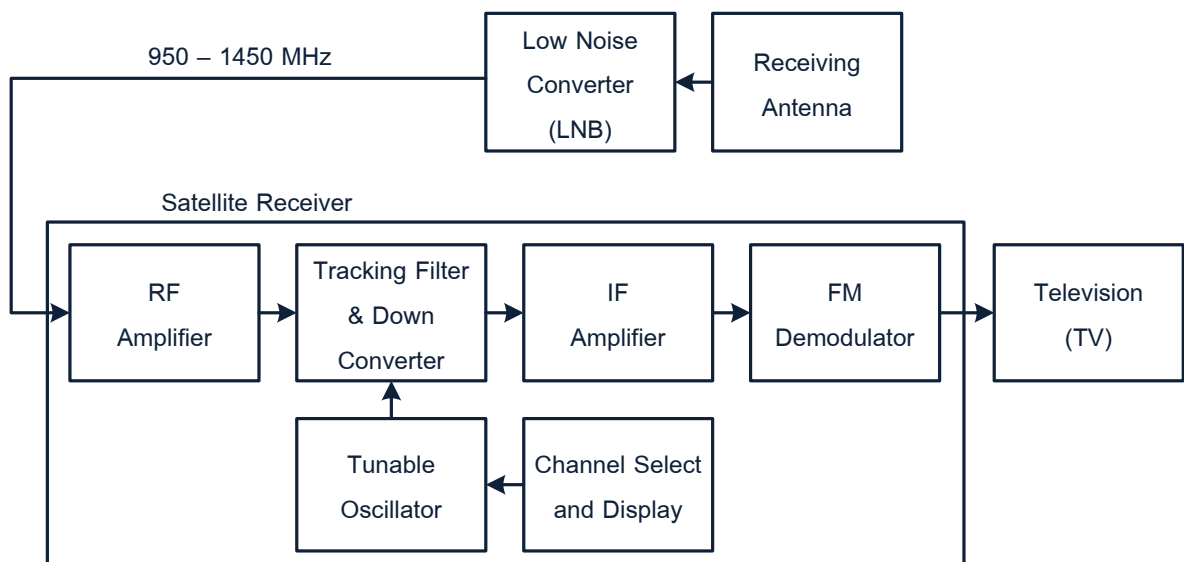 950 – 1450 MHz
Low Noise
Converter
(LNB)
Receiving
Antenna
Satellite Receiver
RF
Amplifier
Tracking Filter
& Down
Converter
IF
Amplifier
FM
Demodulator
Television
(TV)
Tunable
Oscillator
Channel Select
and Display